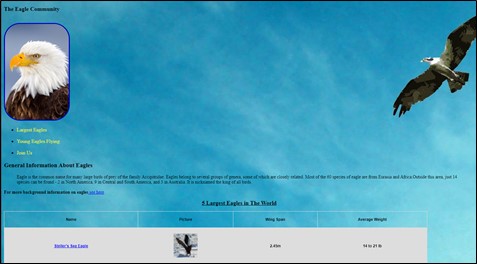 The Eagle Community
Largest Eagles
Young Eagles Flying
Join Us
General Information About Eagles
Eagle is the common name for many large birds of prey of the family Accipitridae. Eagles belong to several groups of genera, some of which are closely related. Most of the 60 species of eagle are from Eurasia and Africa.Outside this area, just 14
species can be found - 2 in North America, 9 in Central and South America, and 3 in Australia. It is nicknamed the king of all birds.
For more background information on eagles see here
9 Largest Eagles in The World
Name Picture Wing Span Average Weight
Steller's Sea Eagle 2.45m 14 to 21 lb